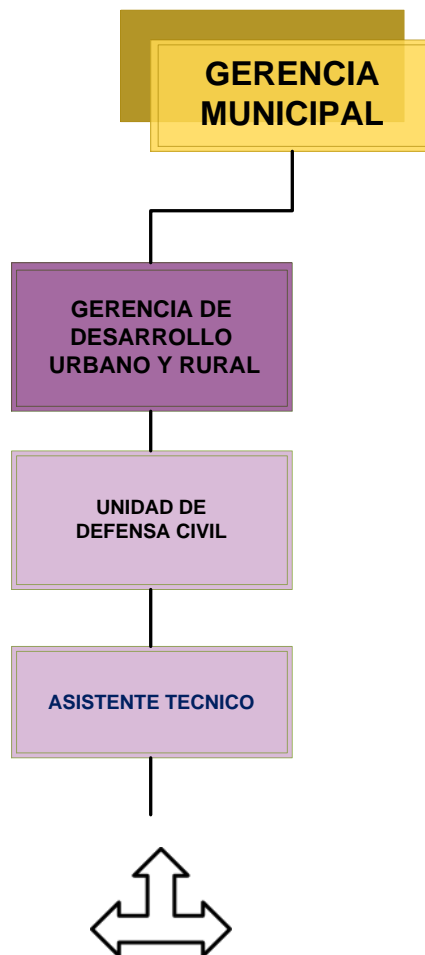 GERENCIA
MUNICIPAL
GERENCIA DE
DESARROLLO
URBANO Y RURAL
UNIDAD DE
DEFENSA CIVIL
ASISTENTE TECNICO